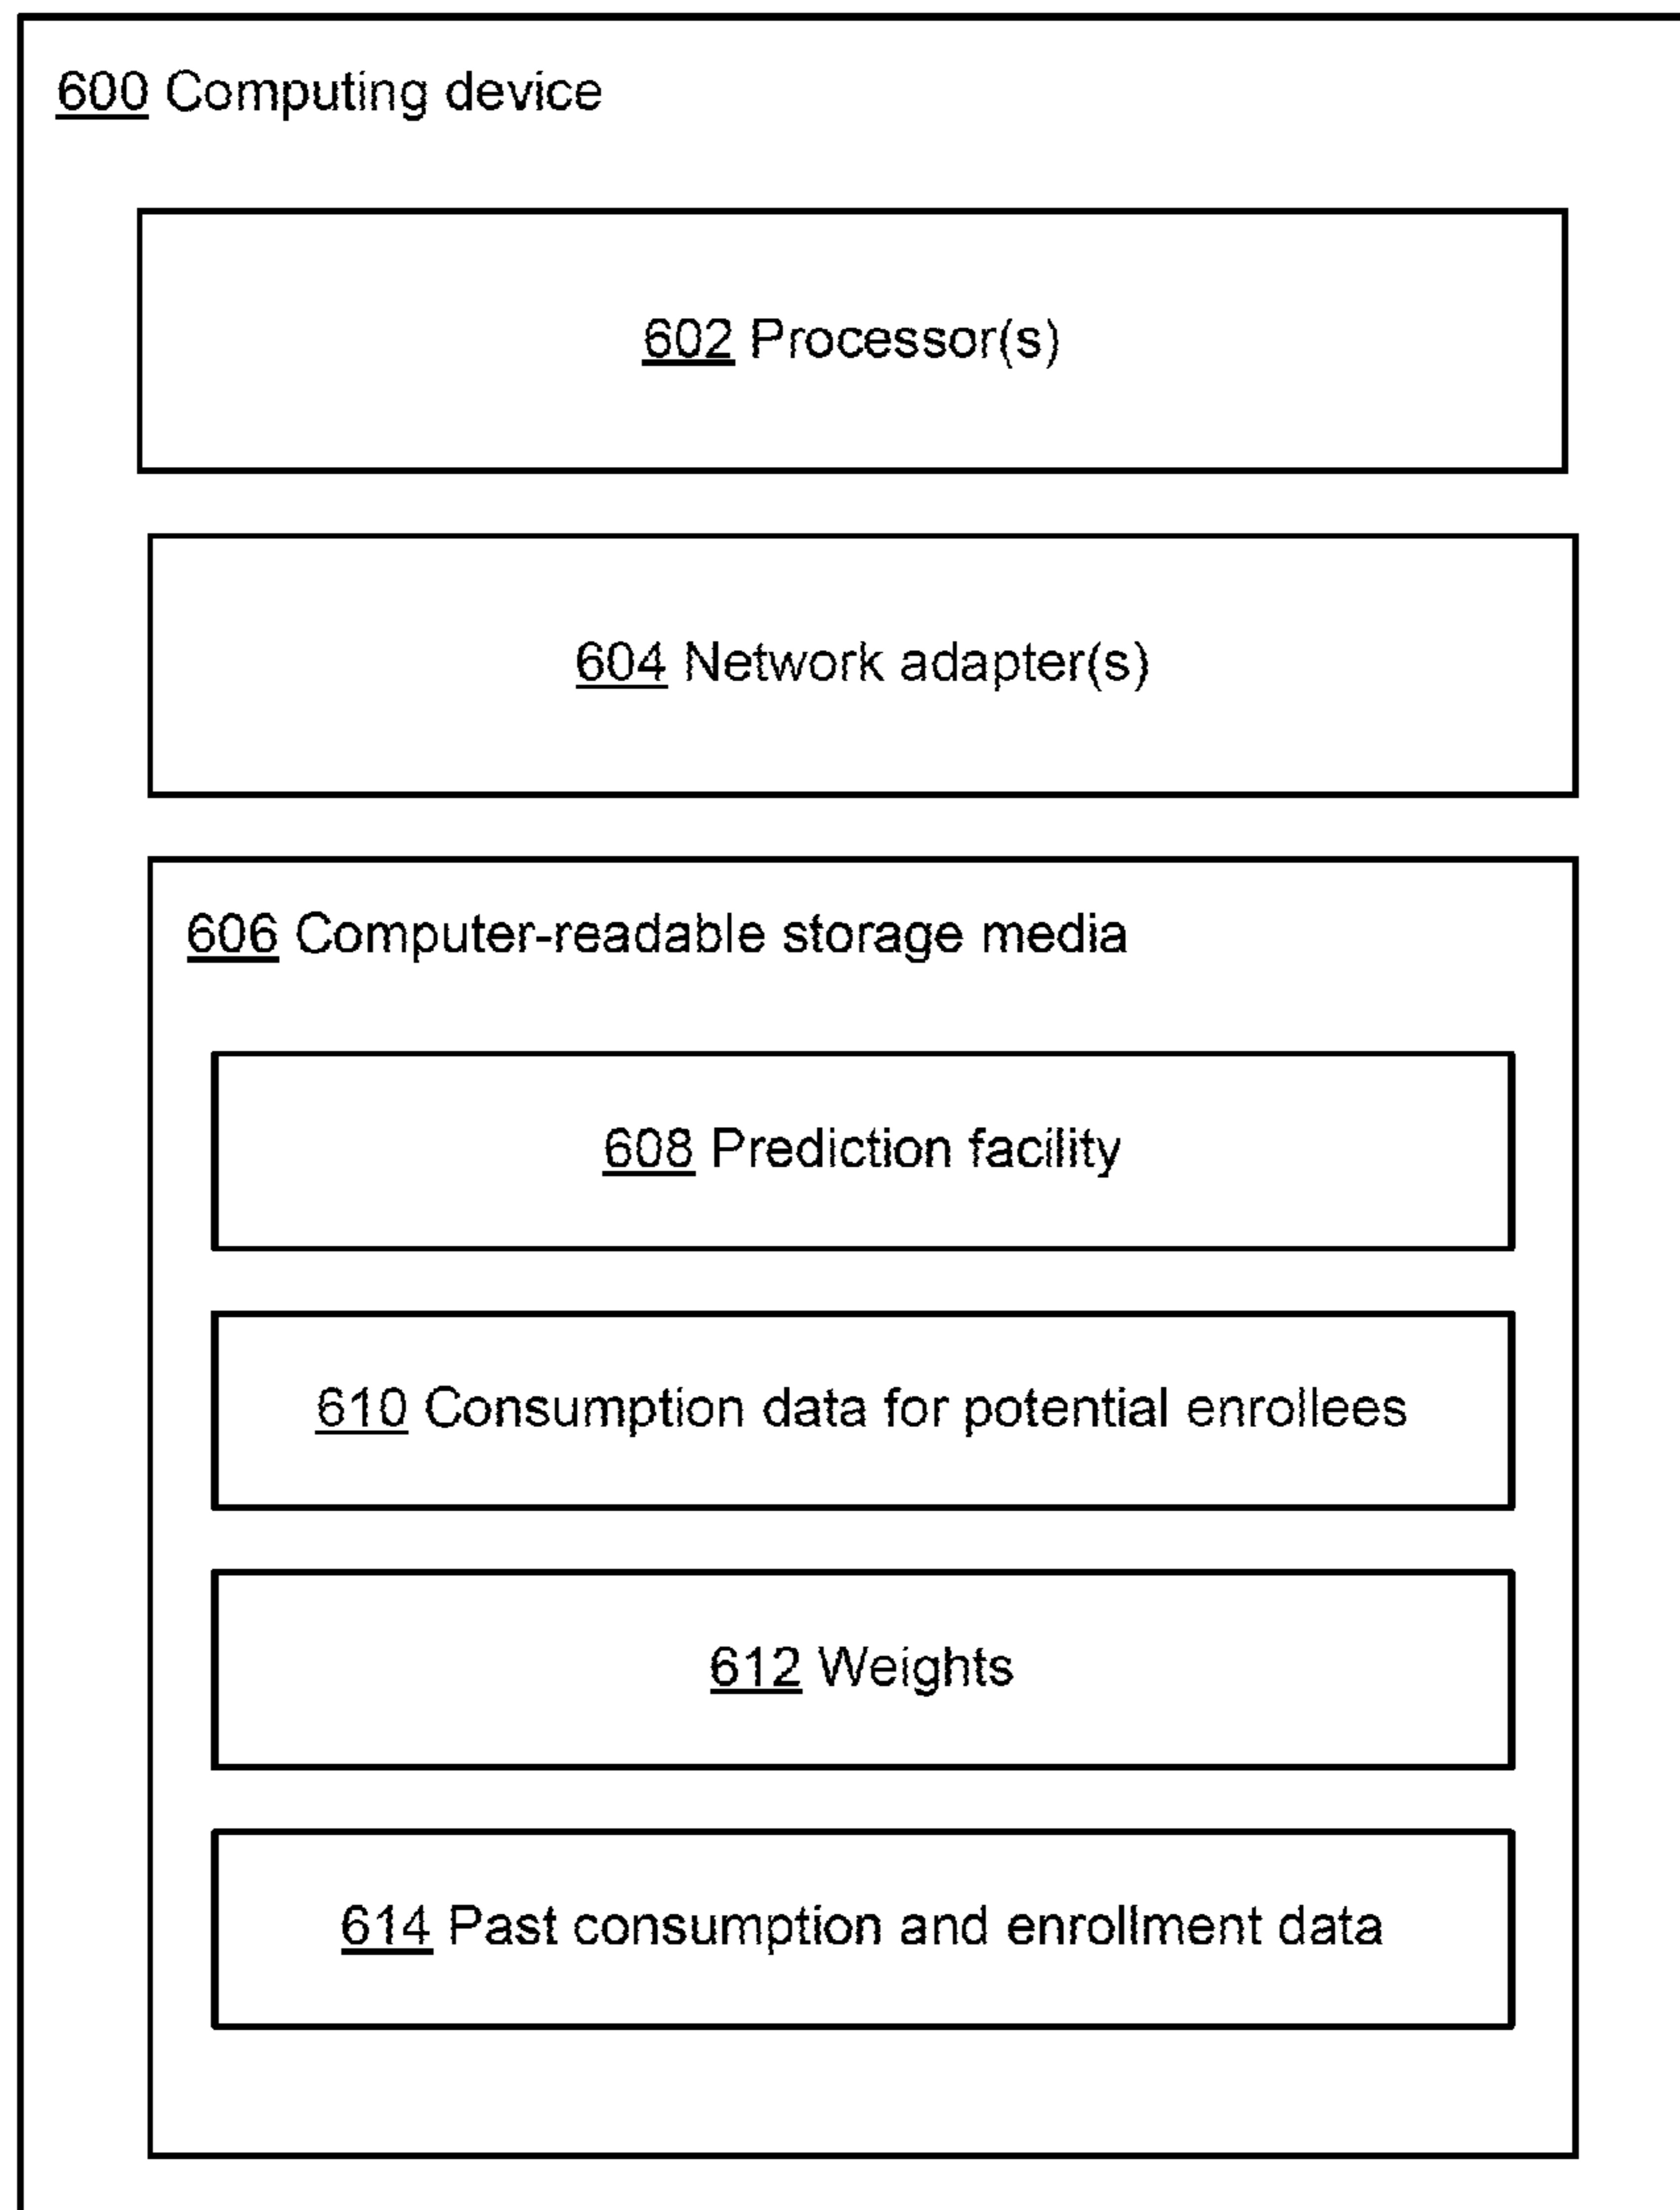 600 Computing device
602 Processor(s)
604 Network adapter(s)
606 Computer-readable storage media
608 Prediction facility
610 Consumption data for potential enrollees
612 Weights
614 Past consumption and enrollment data